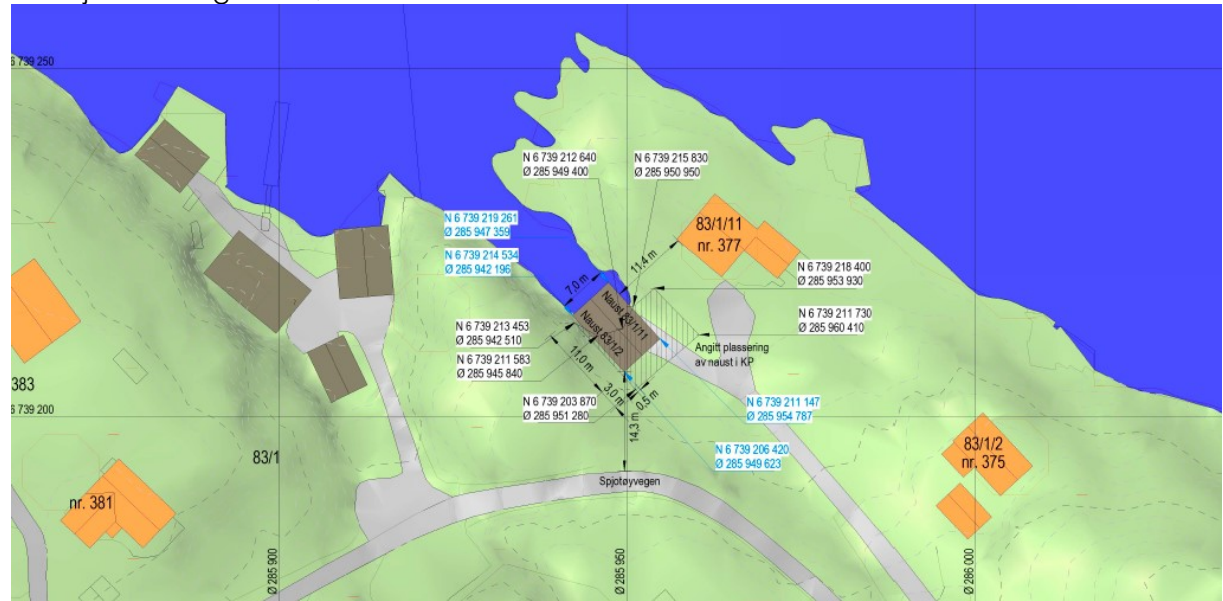 6 739 250
N 6 739 212 640
Ø 285 949 400
N 6 739 215 830
Ø 285 950 950
N 6 739 219 261
Ø 285 947 359
83/1/11
nr. 377
N 6 739 214 534
Ø 285 942 196
11,4 m
7,0 m
N 6 739 218 400
Ø 285 953 930
Naust 83/1/11
Naust 83/1/2
N 6 739 213 453
Ø 285 942 510
N 6 739 211 730
Ø 285 960 410
N 6 739 211 583
Ø 285 945 840
11,0 m
Angitt plassering
av naust i KP
383
3,0 m
0,5 m
N 6 739 203 870
Ø 285 951 280
N 6 739 211 147
Ø 285 954 787
6 739 200
14,3 m
83/1
N 6 739 206 420
Ø 285 949 623
83/1/2
nr. 375
Spjotøyvegen
nr. 381
Ø 285 900
Ø 285 950
Ø 286 000